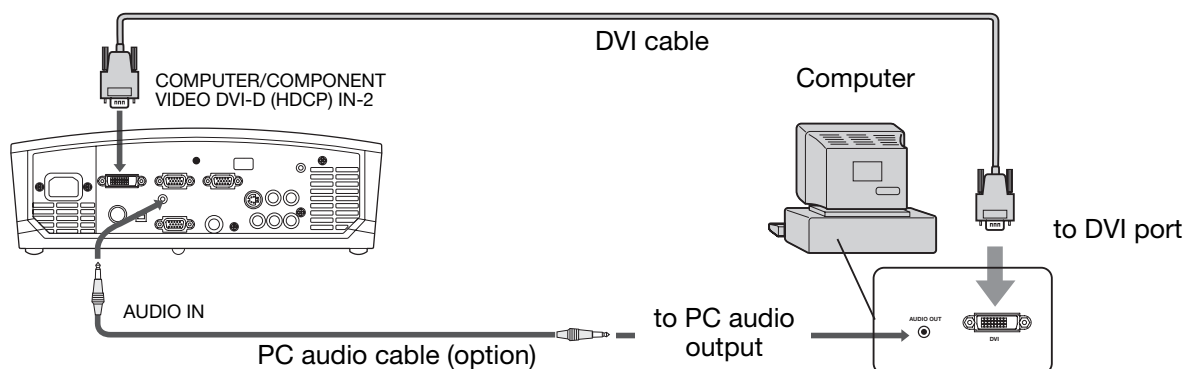 DVI cable
COMPUTER/COMPONENT
VIDEO DVI-D (HDCP) IN-2
Computer
to DVI port
AUDIO IN
to PC audio
output
AUDIO OUT
DVI
PC audio cable (option)